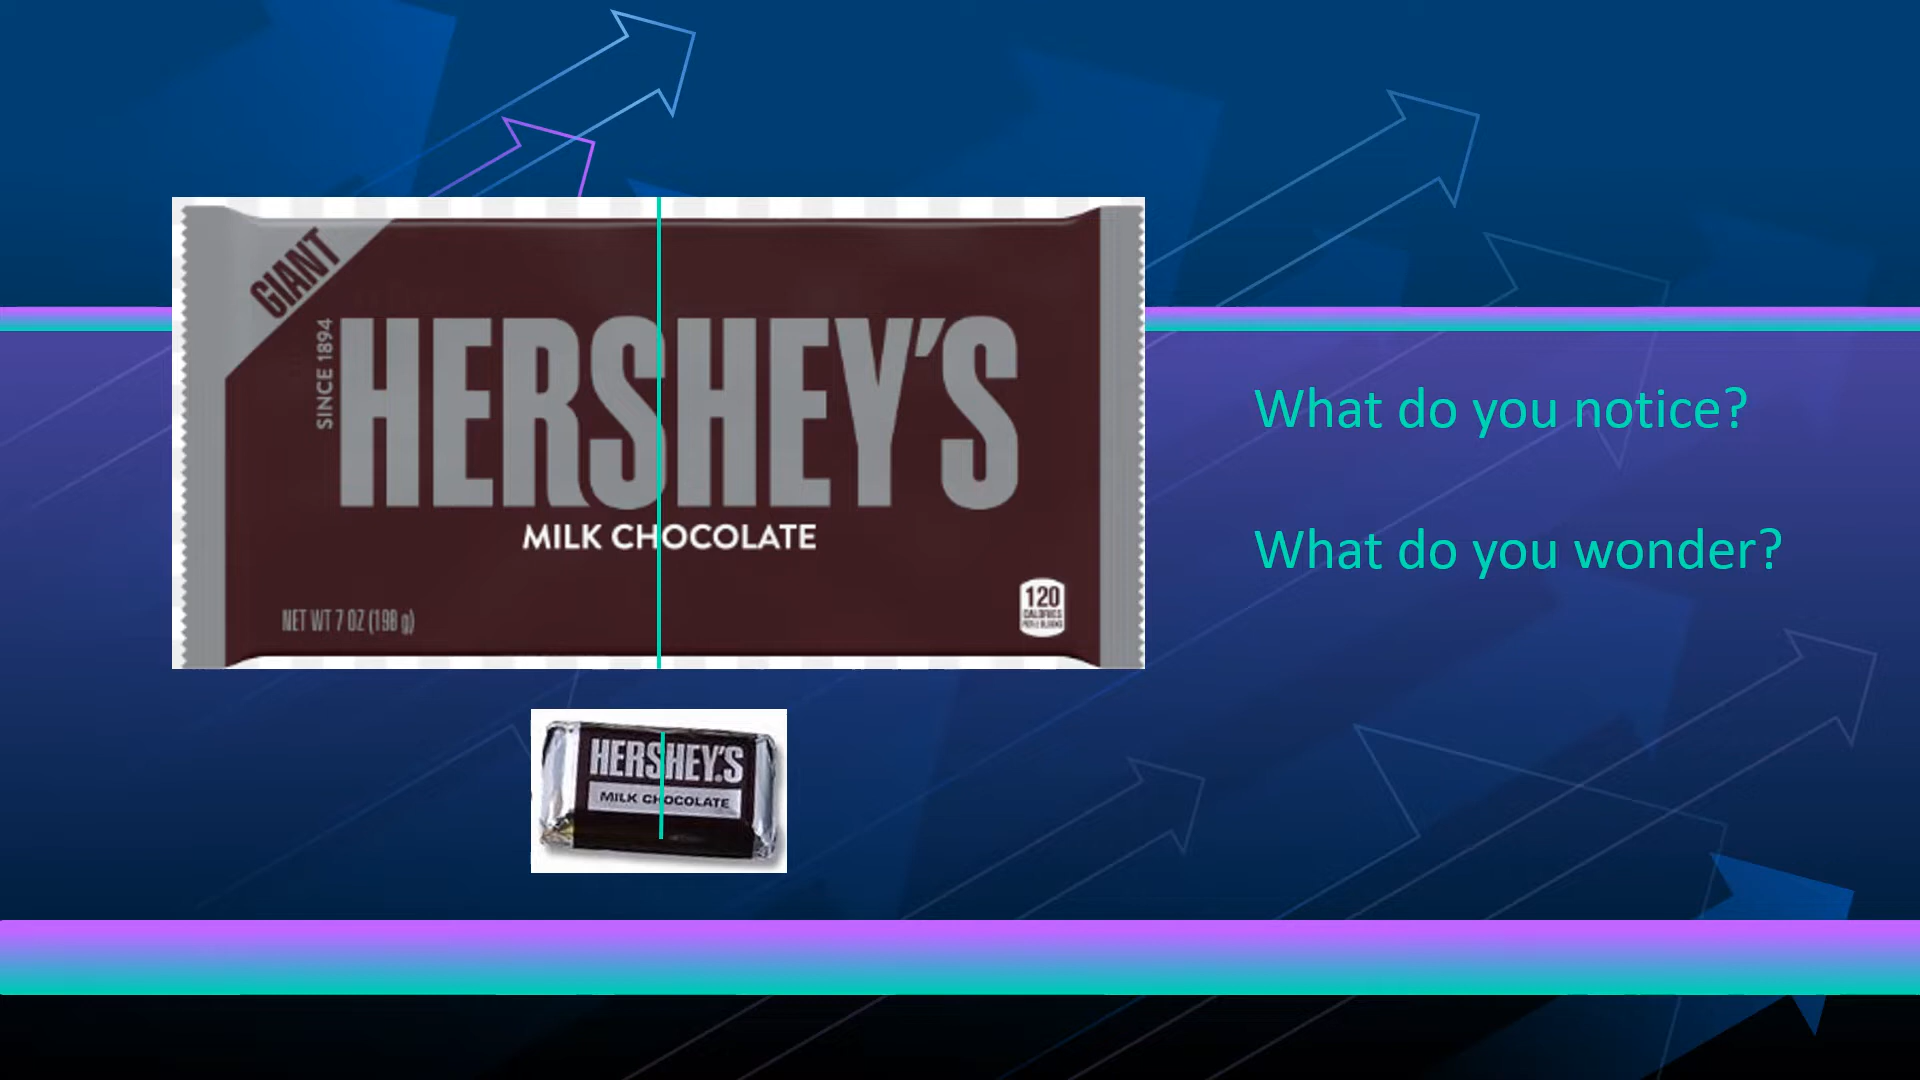 GIANT
SINCE 1894
HERSHEY'S
MILK CHOCOLATE
NET WT 7 OZ (198 g)
120
CALORIES
What do you notice?
What do you wonder?
HERSHEY'S
MILK CHOCOLATE